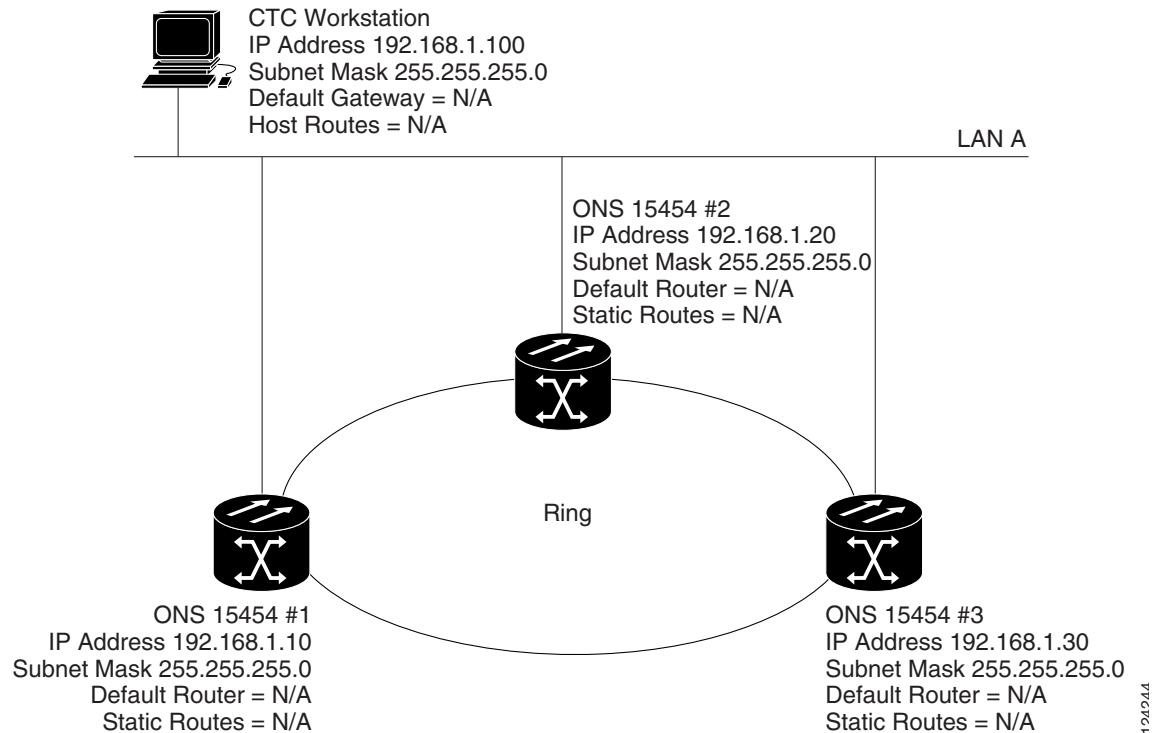 CTC Workstation
IP Address 192.168.1.100
Subnet Mask 255.255.255.0
Default Gateway = N/A
Host Routes = N/A
LAN A
ONS 15454 #2
IP Address 192.168.1.20
Subnet Mask 255.255.255.0
Default Router = N/A
Static Routes = N/A
Ring
ONS 15454 #1
IP Address 192.168.1.10
Subnet Mask 255.255.255.0
Default Router = N/A
Static Routes = N/A
ONS 15454 #3
IP Address 192.168.1.30
Subnet Mask 255.255.255.0
Default Router = N/A
Static Routes = N/A
124244